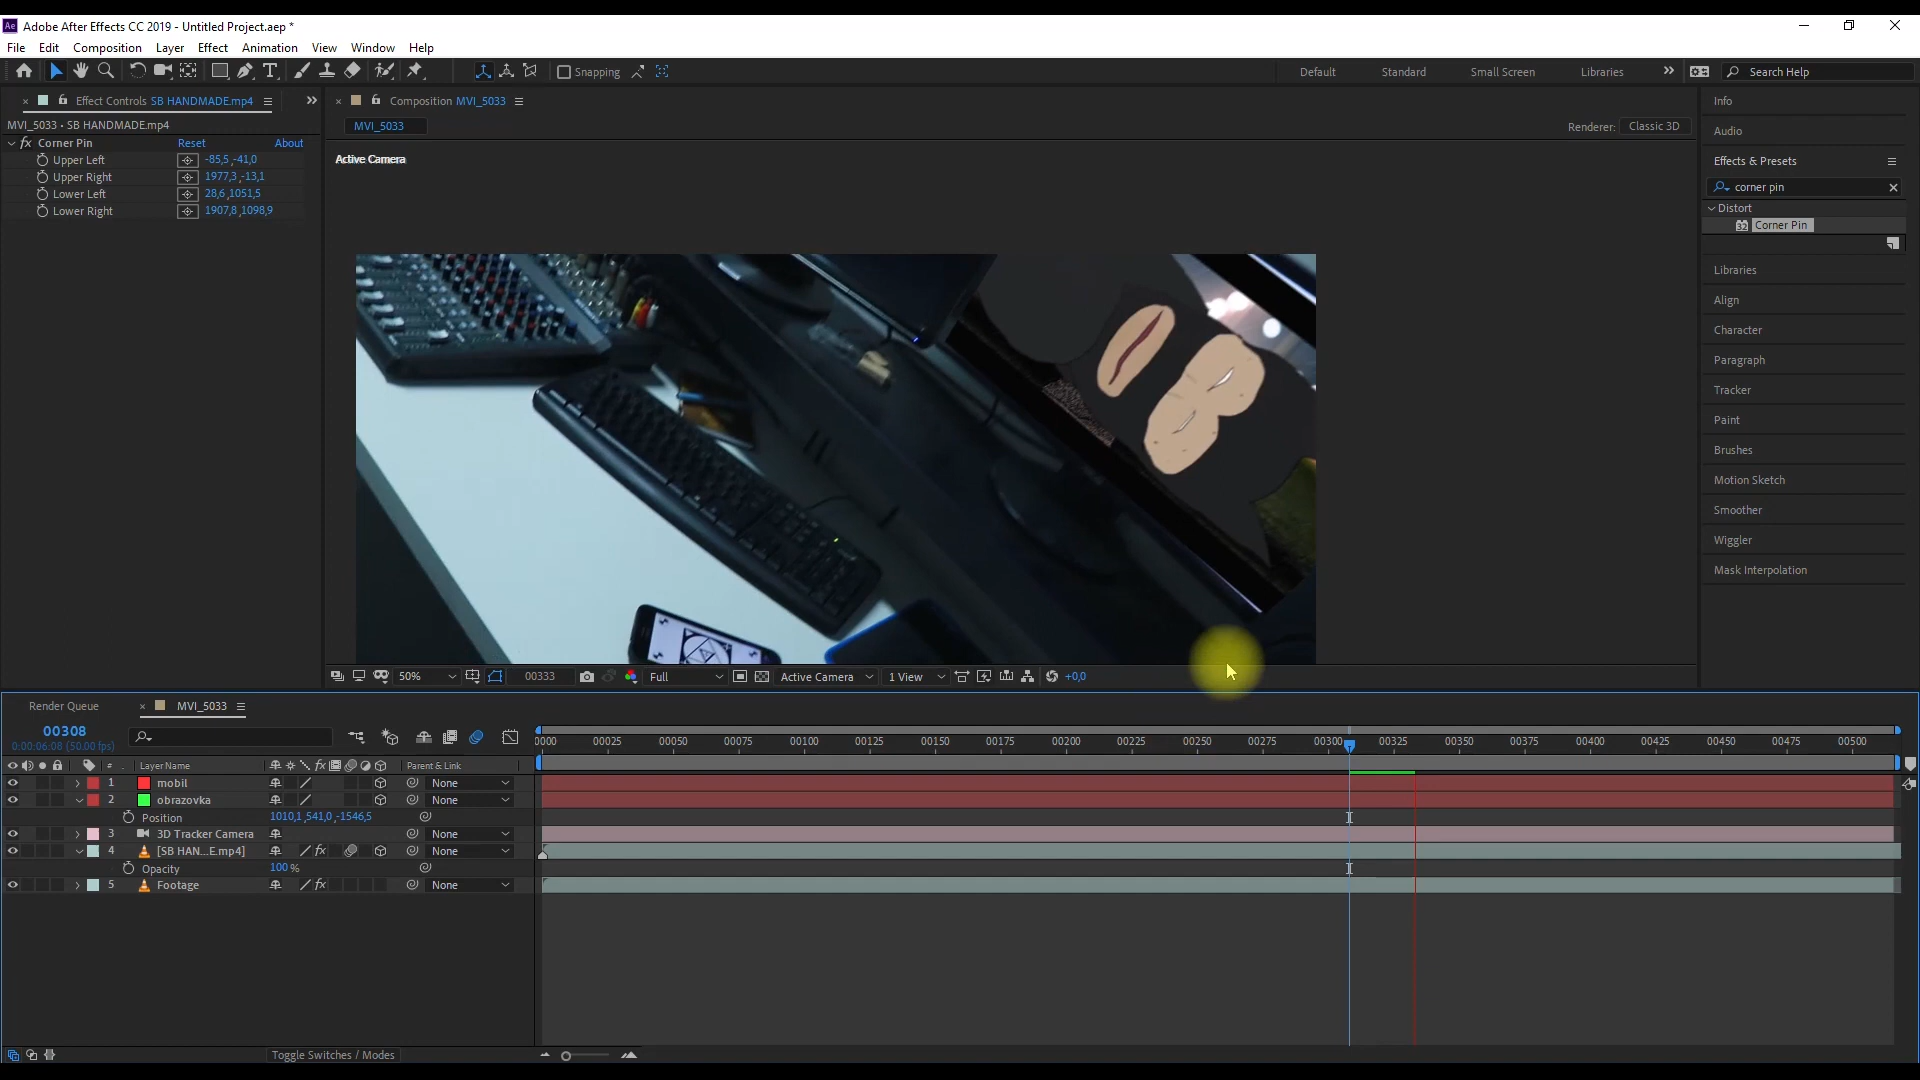 Ae Adobe After Effects CC 2019 - Untitled Project.aep *
File Edit Composition Layer Effect Animation View Window Help
Snapping
Default Standard Small Screen Libraries Search Help
Effect Controls SB HANDMADE.mp4
MVI_5033 • SB HANDMADE.mp4
fx Corner Pin Reset About
Upper Left -85,5 ,-41,0
Upper Right 1977,3 ,-13,1
Lower Left 28,6 ,1051,5
Lower Right 1907,8 ,1098,9
Composition MVI_5033
MVI_5033
Renderer: Classic 3D
Active Camera
50% 00333 Full Active Camera 1 View +0,0
Info
Audio
Effects & Presets
corner pin
Distort
32 Corner Pin
Libraries
Align
Character
Paragraph
Tracker
Paint
Brushes
Motion Sketch
Smoother
Wiggler
Mask Interpolation
Render Queue MVI_5033
00308
0:00:06:08 (50.00 fps)
0000 00025 00050 00075 00100 00125 00150 00175 00200 00225 00250 00275 00300 00325 00350 00375 00400 00425 00450 00475 00500
# . Layer Name fx Parent & Link
1 mobil None
2 obrazovka None
Position 1010,1 ,541,0 ,-1546,5
3 3D Tracker Camera None
4 [SB HAN...E.mp4] fx None
Opacity 100 %
5 Footage fx None
Toggle Switches / Modes